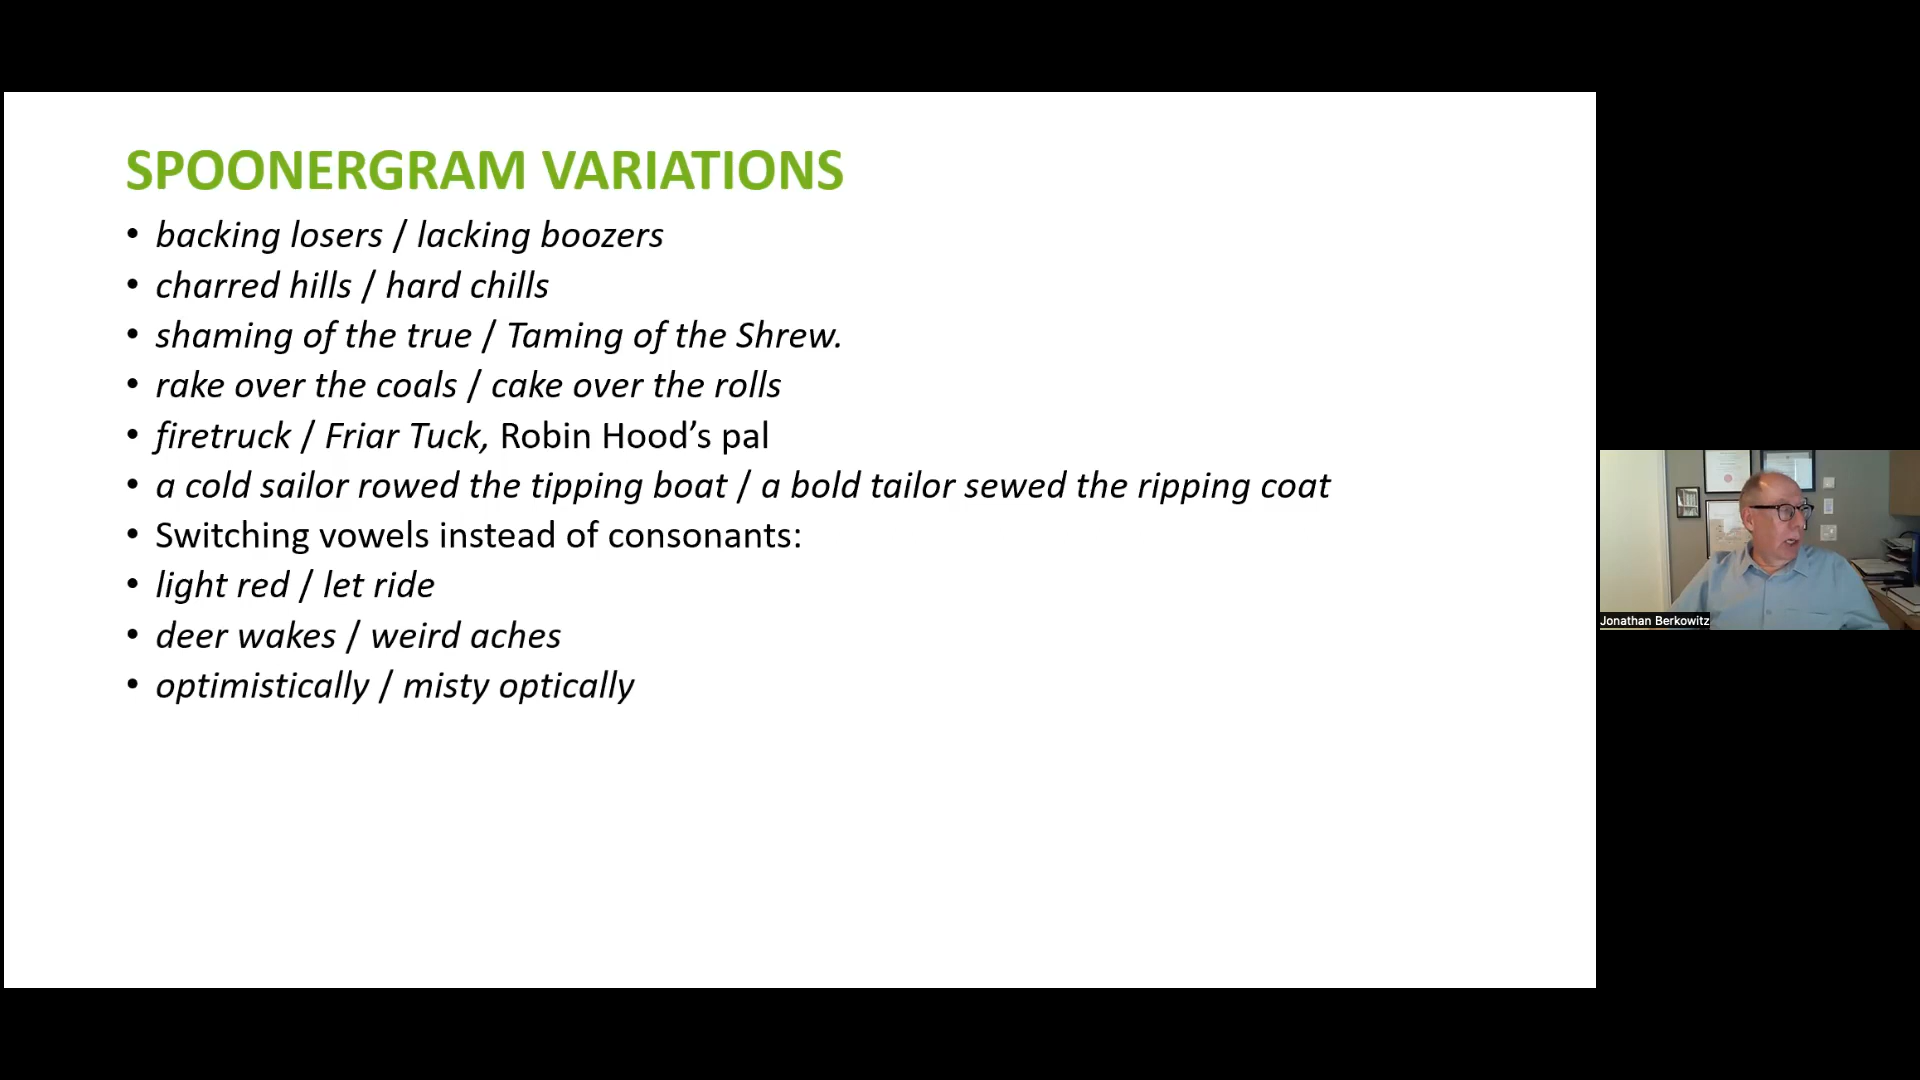 SPOONERGRAM VARIATIONS
• backing losers / lacking boozers
• charred hills / hard chills
• shaming of the true / Taming of the Shrew.
• rake over the coals / cake over the rolls
• firetruck / Friar Tuck, Robin Hood’s pal
• a cold sailor rowed the tipping boat / a bold tailor sewed the ripping coat
• Switching vowels instead of consonants:
• light red / let ride
• deer wakes / weird aches
• optimistically / misty optically
Jonathan Berkowitz